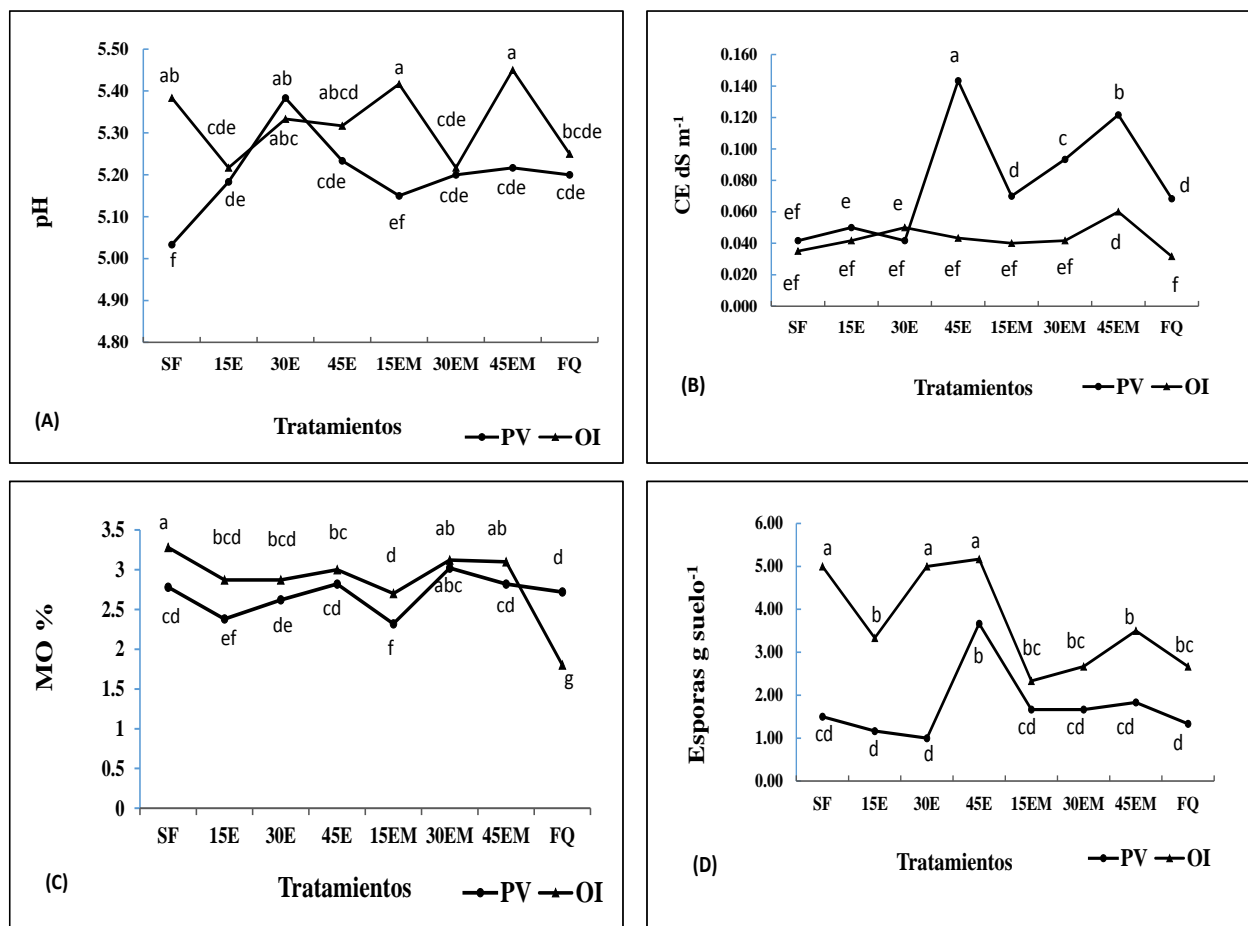 5.50
5.40
5.30
5.20
5.10
5.00
4.90
4.80
pH
ab
cde
ab
abcd
a
cde
a
bcde
abc
f
de
cde
ef
cde
cde
cde
SF 15E 30E 45E 15EM 30EM 45EM FQ
(A)
Tratamientos
PV OI
0.160
0.140
0.120
0.100
0.080
0.060
0.040
0.020
0.000
CE dS m-1
ef
e
e
a
d
c
b
d
ef
ef
ef
ef
ef
ef
d
f
SF 15E 30E 45E 15EM 30EM 45EM FQ
(B)
Tratamientos
PV OI
3.5
3
2.5
2
1.5
1
0.5
0
MO %
a
bcd
bcd
bc
d
ab
ab
d
cd
ef
de
cd
f
abc
cd
g
SF 15E 30E 45E 15EM 30EM 45EM FQ
(C)
Tratamientos
PV OI
6.00
5.00
4.00
3.00
2.00
1.00
0.00
Esporas g suelo-1
a
b
a
a
bc
bc
b
bc
cd
d
d
b
cd
cd
cd
d
SF 15E 30E 45E 15EM 30EM 45EM FQ
(D)
Tratamientos
PV OI